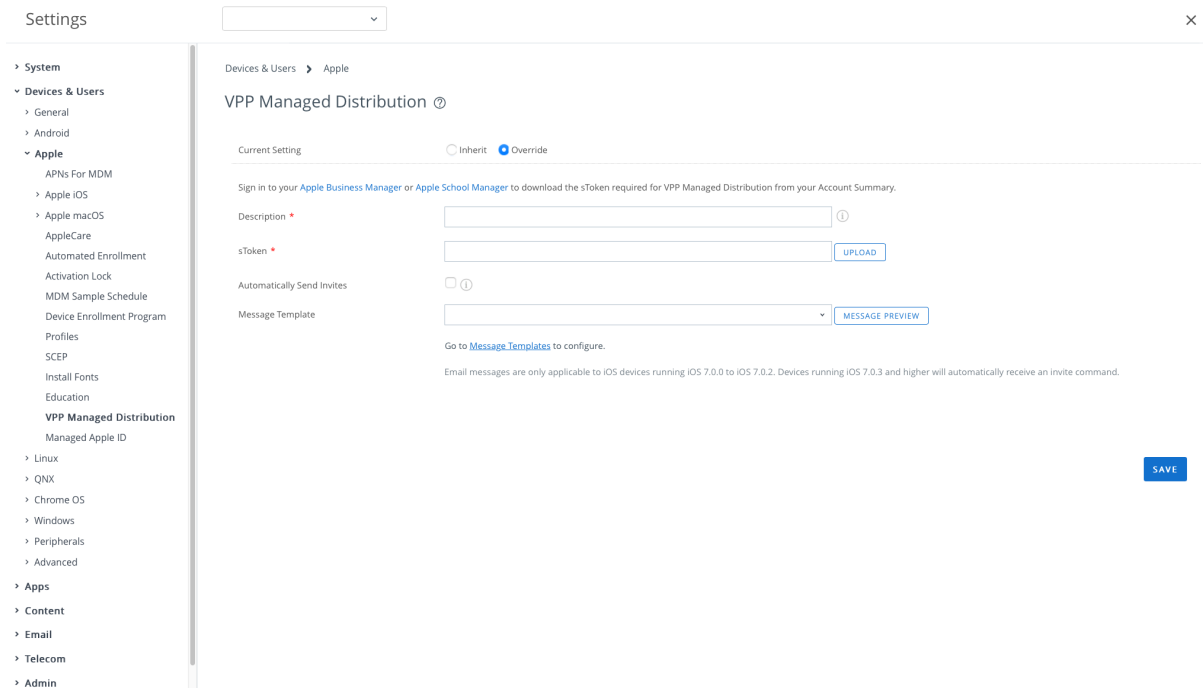 Settings
System
Devices & Users
General
Android
Apple
APNs For MDM
Apple iOS
Apple macOS
AppleCare
Automated Enrollment
Activation Lock
MDM Sample Schedule
Device Enrollment Program
Profiles
SCEP
Install Fonts
Education
VPP Managed Distribution
Managed Apple ID
Linux
QNX
Chrome OS
Windows
Peripherals
Advanced
Apps
Content
Email
Telecom
Admin
Devices & Users > Apple
VPP Managed Distribution
Current Setting Inherit Override
Sign in to your Apple Business Manager or Apple School Manager to download the sToken required for VPP Managed Distribution from your Account Summary.
Description *
sToken * UPLOAD
Automatically Send Invites
Message Template MESSAGE PREVIEW
Go to Message Templates to configure.
Email messages are only applicable to iOS devices running iOS 7.0.0 to iOS 7.0.2. Devices running iOS 7.0.3 and higher will automatically receive an invite command.
SAVE